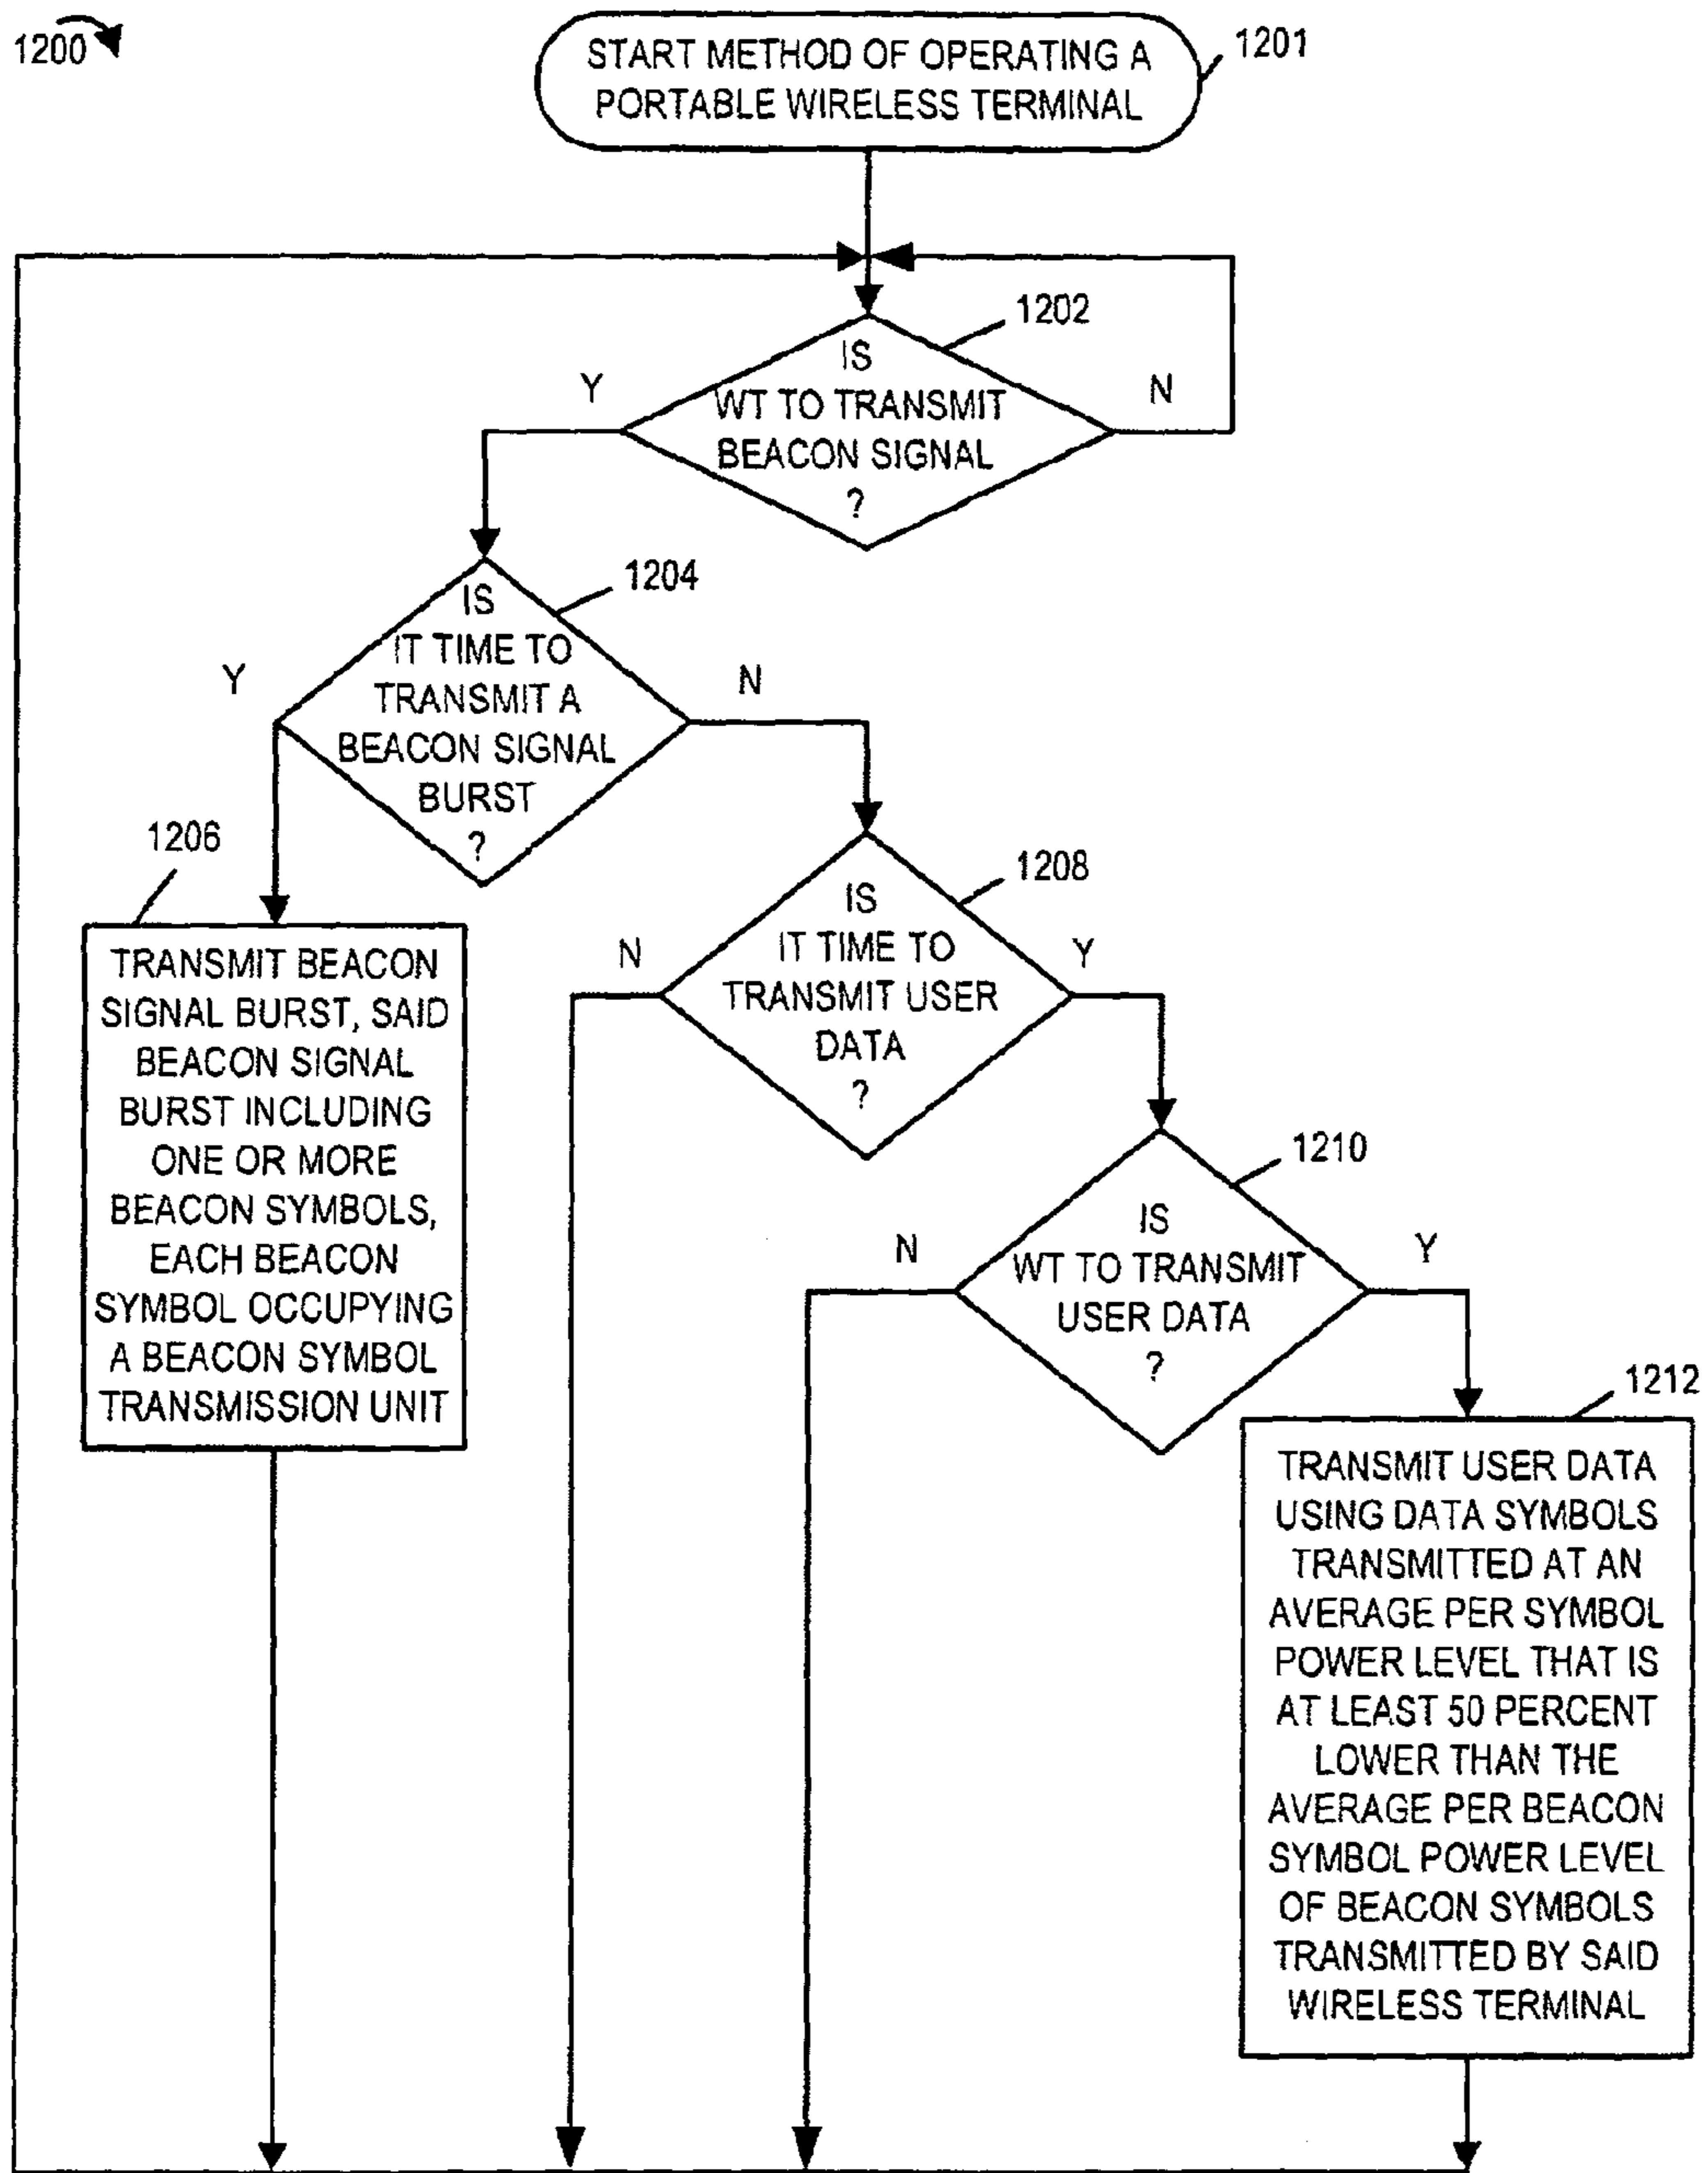 1200
START METHOD OF OPERATING A
PORTABLE WIRELESS TERMINAL
1201
1202
IS
WT TO TRANSMIT
BEACON SIGNAL
?
Y
N
1204
IS
IT TIME TO
TRANSMIT A
BEACON SIGNAL
BURST
?
Y
N
1206
TRANSMIT BEACON
SIGNAL BURST, SAID
BEACON SIGNAL
BURST INCLUDING
ONE OR MORE
BEACON SYMBOLS,
EACH BEACON
SYMBOL OCCUPYING
A BEACON SYMBOL
TRANSMISSION UNIT
1208
IS
IT TIME TO
TRANSMIT USER
DATA
?
N
Y
1210
IS
WT TO TRANSMIT
USER DATA
?
N
Y
1212
TRANSMIT USER DATA
USING DATA SYMBOLS
TRANSMITTED AT AN
AVERAGE PER SYMBOL
POWER LEVEL THAT IS
AT LEAST 50 PERCENT
LOWER THAN THE
AVERAGE PER BEACON
SYMBOL POWER LEVEL
OF BEACON SYMBOLS
TRANSMITTED BY SAID
WIRELESS TERMINAL